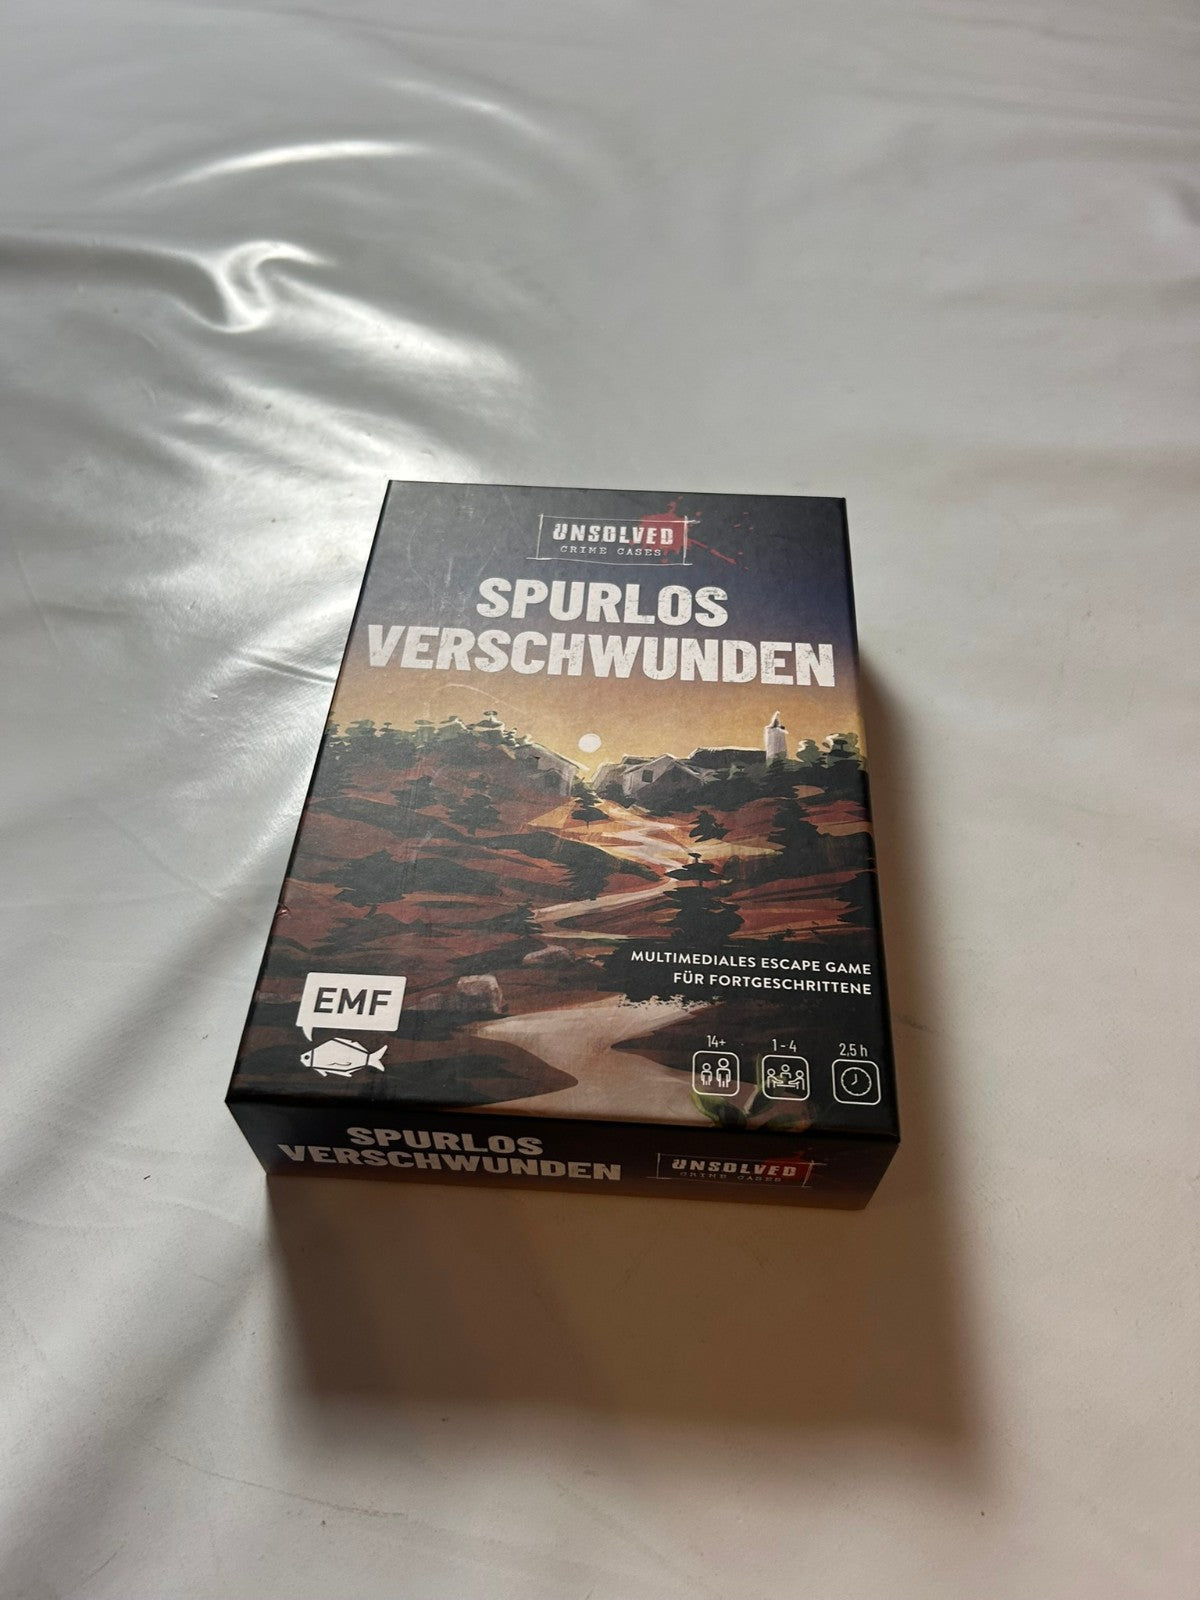 UNSOLVED
CRIME CASES
SPURLOS
VERSCHWUNDEN
MULTIMEDIALES ESCAPE GAME
FÜR FORTGESCHRITTENE
EMF
14+
1 - 4
2,5 h
SPURLOS
VERSCHWUNDEN
UNSOLVED
CRIME CASES